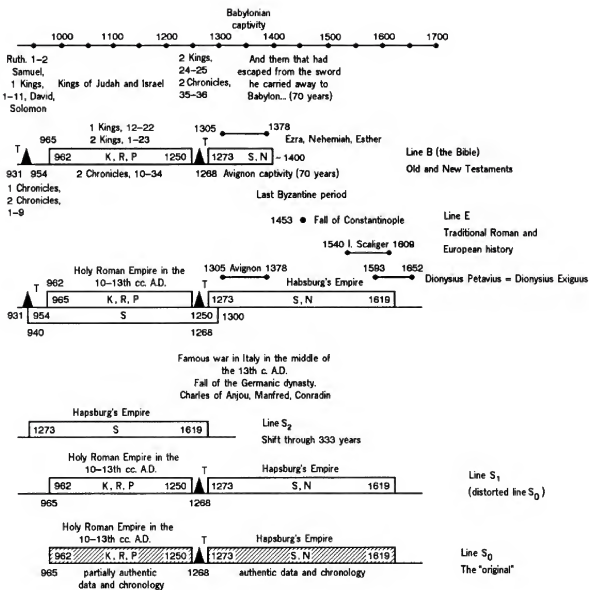 Babylonian
captivity
1000 1100 1200 1300 1400 1500 1600 1700
Ruth. 1–2
Samuel,
1 Kings,
1–11, David,
Solomon
Kings of Judah and Israel
2 Kings,
24–25
2 Chronicles,
35–36
And them that had
escaped from the sword
he carried away to
Babylon... (70 years)
1 Kings, 12–22
2 Kings, 1–23
965
1305 1378
Ezra, Nehemiah, Esther
T T
962 K, R, P 1250 1273 S, N ~1400
Line B (the Bible)
Old and New Testaments
931 954 2 Chronicles, 10–34 1268 Avignon captivity (70 years)
1 Chronicles,
2 Chronicles,
1–9
Last Byzantine period
1453 Fall of Constantinople
Line E
Traditional Roman and
European history
1540 I. Scaliger 1609
Holy Roman Empire in the
10–13th cc. A.D.
962
1305 Avignon 1378
1593 1652
Dionysius Petavius = Dionysius Exiguus
T T
Habsburg's Empire
965 K, R, P 1250 1273 S, N 1619
931 954 S 1300
940 1268
Famous war in Italy in the middle of
the 13th c. A.D.
Fall of the Germanic dynasty.
Charles of Anjou, Manfred, Conradin
Hapsburg's Empire
1273 S 1619
Line S2
Shift through 333 years
Holy Roman Empire in the
10–13th cc. A.D.
T
Hapsburg's Empire
962 K, R, P 1250 1273 S, N 1619
965 1268
Line S1
(distorted line S0)
Holy Roman Empire in the
10–13th cc. A.D.
T
Hapsburg's Empire
962 K, R, P 1250 1273 S, N 1619
965 partially authentic
data and chronology
1268 authentic data and chronology
Line S0
The "original"